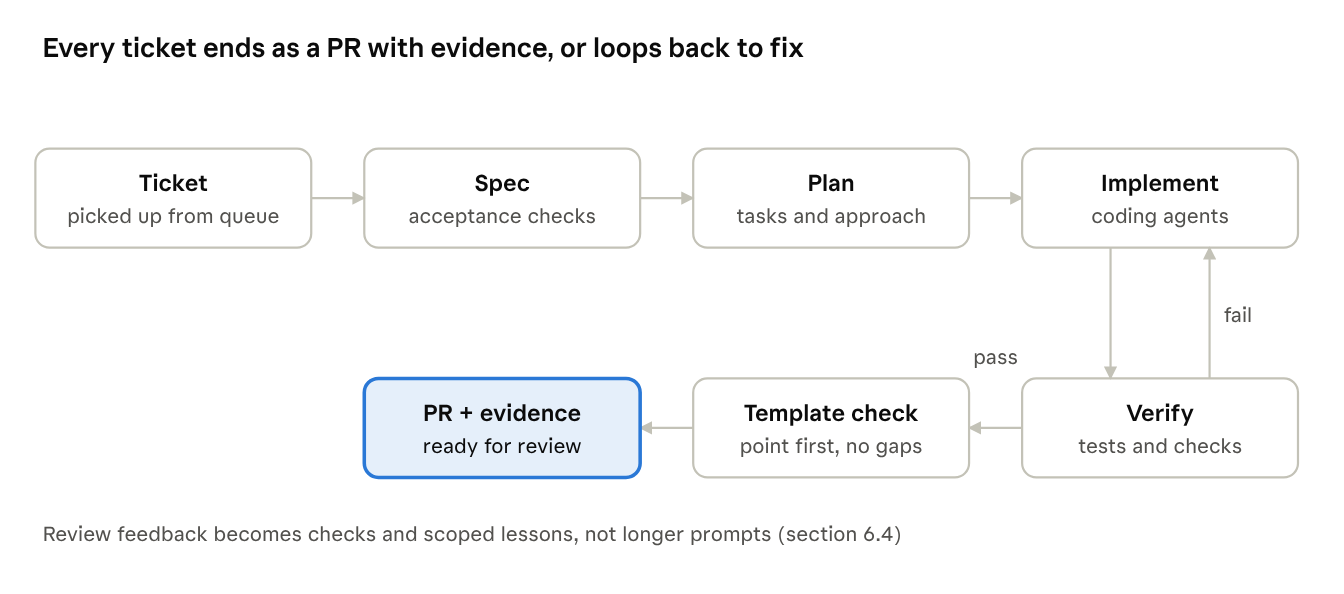 Every ticket ends as a PR with evidence, or loops back to fix
Ticket
picked up from queue
Spec
acceptance checks
Plan
tasks and approach
Implement
coding agents
fail
pass
PR + evidence
ready for review
Template check
point first, no gaps
Verify
tests and checks
Review feedback becomes checks and scoped lessons, not longer prompts (section 6.4)